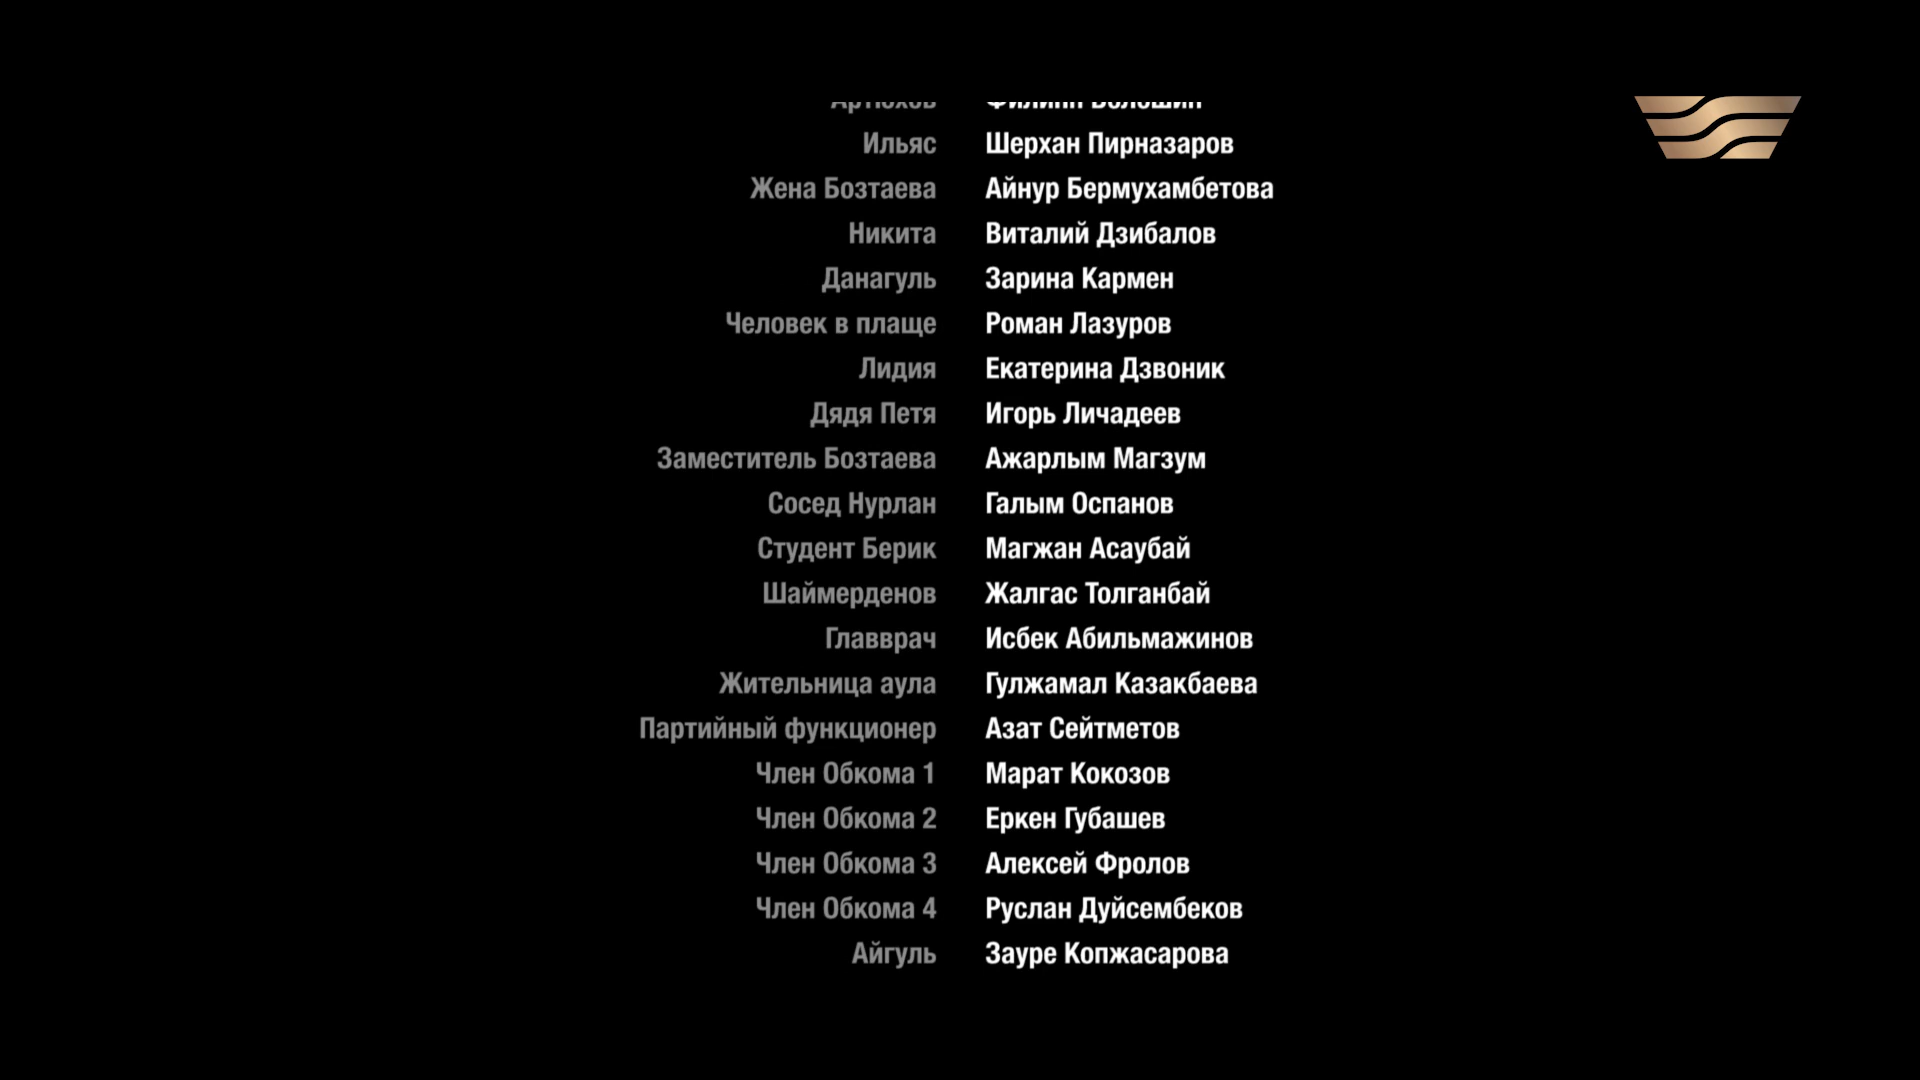 Артюхов Филипп Волошин
Ильяс Шерхан Пирназаров
Жена Бозтаева Айнур Бермухамбетова
Никита Виталий Дзибалов
Данагуль Зарина Кармен
Человек в плаще Роман Лазуров
Лидия Екатерина Дзвоник
Дядя Петя Игорь Личадеев
Заместитель Бозтаева Ажарлым Магзум
Сосед Нурлан Галым Оспанов
Студент Берик Магжан Асаубай
Шаймерденов Жалгас Толганбай
Главврач Исбек Абильмажинов
Жительница аула Гулжамал Казакбаева
Партийный функционер Азат Сейтметов
Член Обкома 1 Марат Кокозов
Член Обкома 2 Еркен Губашев
Член Обкома 3 Алексей Фролов
Член Обкома 4 Руслан Дуйсембеков
Айгуль Зауре Копжасарова